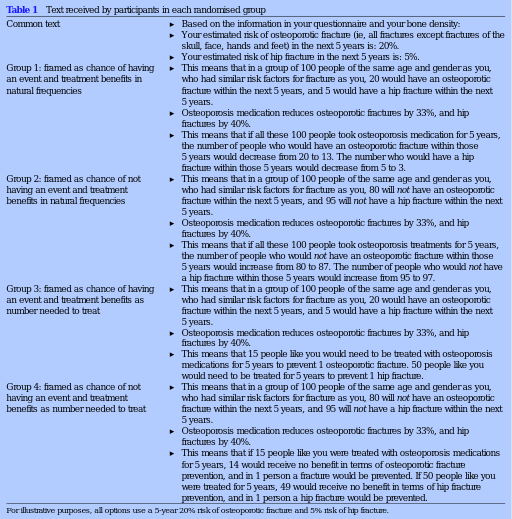 Table 1 Text received by participants in each randomised group
Common text
▸ Based on the information in your questionnaire and your bone density:
▸ Your estimated risk of osteoporotic fracture (ie, all fractures except fractures of the
skull, face, hands and feet) in the next 5 years is: 20%.
▸ Your estimated risk of hip fracture in the next 5 years is: 5%.
Group 1: framed as chance of having
an event and treatment benefits in
natural frequencies
▸ This means that in a group of 100 people of the same age and gender as you,
who had similar risk factors for fracture as you, 20 would have an osteoporotic
fracture within the next 5 years, and 5 would have a hip fracture within the next
5 years.
▸ Osteoporosis medication reduces osteoporotic fractures by 33%, and hip
fractures by 40%.
▸ This means that if all these 100 people took osteoporosis medication for 5 years,
the number of people who would have an osteoporotic fracture within those
5 years would decrease from 20 to 13. The number who would have a hip
fracture within those 5 years would decrease from 5 to 3.
Group 2: framed as chance of not
having an event and treatment
benefits in natural frequencies
▸ This means that in a group of 100 people of the same age and gender as you,
who had similar risk factors for fracture as you, 80 will not have an osteoporotic
fracture within the next 5 years, and 95 will not have a hip fracture within the next
5 years.
▸ Osteoporosis medication reduces osteoporotic fractures by 33%, and hip
fractures by 40%.
▸ This means that if all these 100 people took osteoporosis treatments for 5 years,
the number of people who would not have an osteoporotic fracture within those
5 years would increase from 80 to 87. The number of people who would not have
a hip fracture within those 5 years would increase from 95 to 97.
Group 3: framed as chance of having
an event and treatment benefits as
number needed to treat
▸ This means that in a group of 100 people of the same age and gender as you,
who had similar risk factors for fracture as you, 20 would have an osteoporotic
fracture within the next 5 years, and 5 would have a hip fracture within the next
5 years.
▸ Osteoporosis medication reduces osteoporotic fractures by 33%, and hip
fractures by 40%.
▸ This means that 15 people like you would need to be treated with osteoporosis
medications for 5 years to prevent 1 osteoporotic fracture. 50 people like you
would need to be treated for 5 years to prevent 1 hip fracture.
Group 4: framed as chance of not
having an event and treatment
benefits as number needed to treat
▸ This means that in a group of 100 people of the same age and gender as you,
who had similar risk factors for fracture as you, 80 will not have an osteoporotic
fracture within the next 5 years, and 95 will not have a hip fracture within the next
5 years.
▸ Osteoporosis medication reduces osteoporotic fractures by 33%, and hip
fractures by 40%.
▸ This means that if 15 people like you were treated with osteoporosis medications
for 5 years, 14 would receive no benefit in terms of osteoporotic fracture
prevention, and in 1 person a fracture would be prevented. If 50 people like you
were treated for 5 years, 49 would receive no benefit in terms of hip fracture
prevention, and in 1 person a hip fracture would be prevented.
For illustrative purposes, all options use a 5-year 20% risk of osteoporotic fracture and 5% risk of hip fracture.